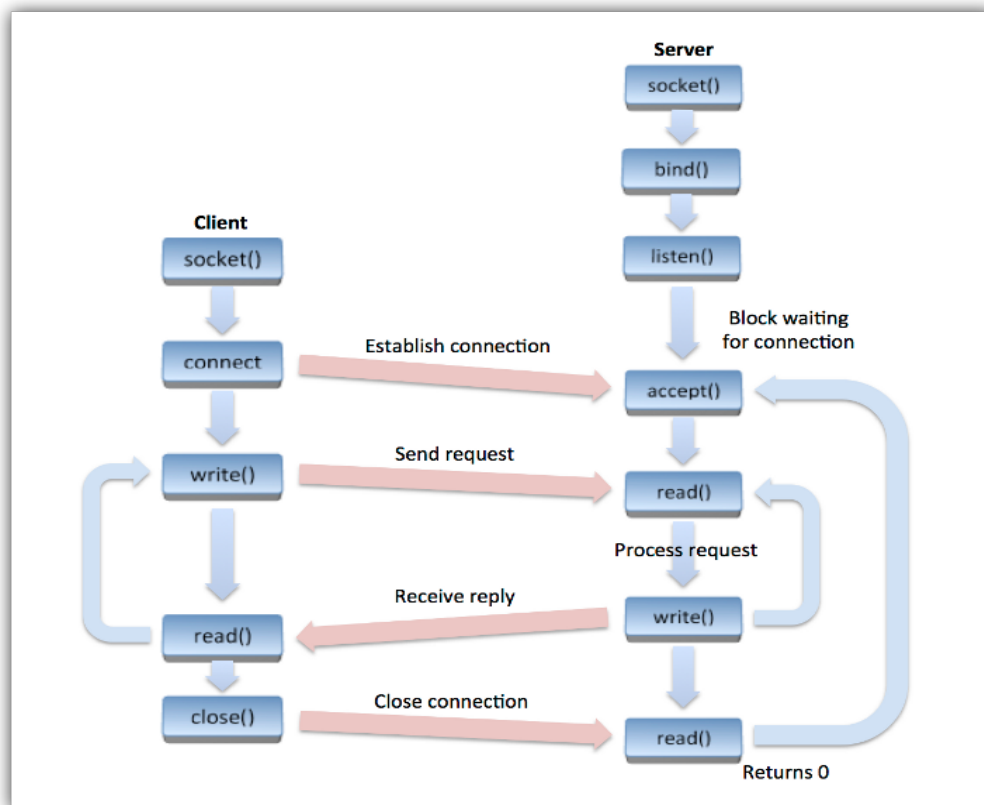 Server
socket()
bind()
Client
socket()
listen()
Block waiting
for connection
connect
Establish connection
accept()
write()
Send request
read()
Process request
read()
Receive reply
write()
close()
Close connection
read()
Returns 0